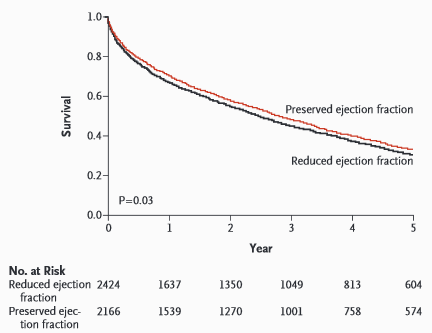 1.0
0.8
0.6
0.4
0.2
0.0
Survival
Preserved ejection fraction
Reduced ejection fraction
P=0.03
0 1 2 3 4 5
Year
No. at Risk
Reduced ejection 2424 1637 1350 1049 813 604
fraction
Preserved ejec- 2166 1539 1270 1001 758 574
tion fraction